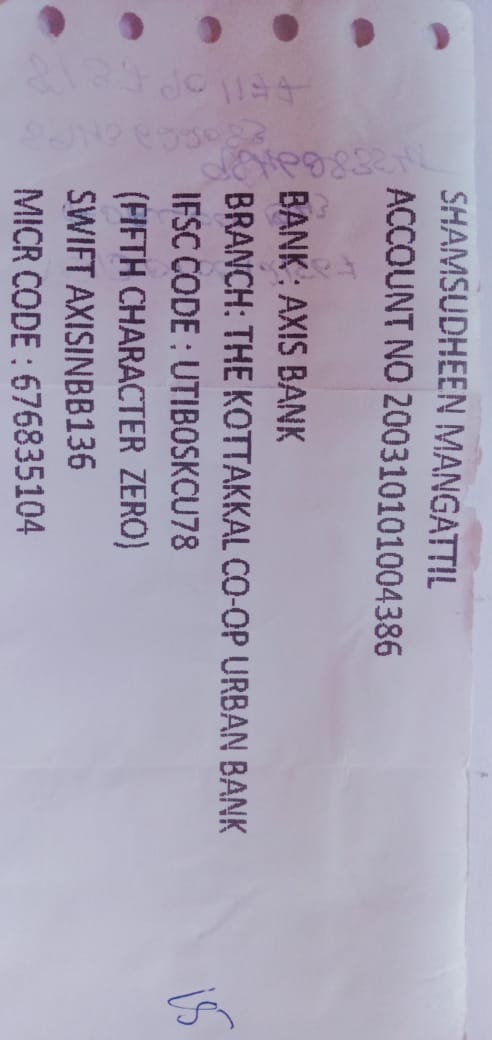 SHAMSUDHEEN MANGATTIL
ACCOUNT NO 200310101004386
BANK : AXIS BANK
BRANCH: THE KOTTAKKAL CO-OP URBAN BANK
IFSC CODE : UTIB0SKCU78
(FIFTH CHARACTER ZERO)
SWIFT AXISINBB136
MICR CODE : 676835104